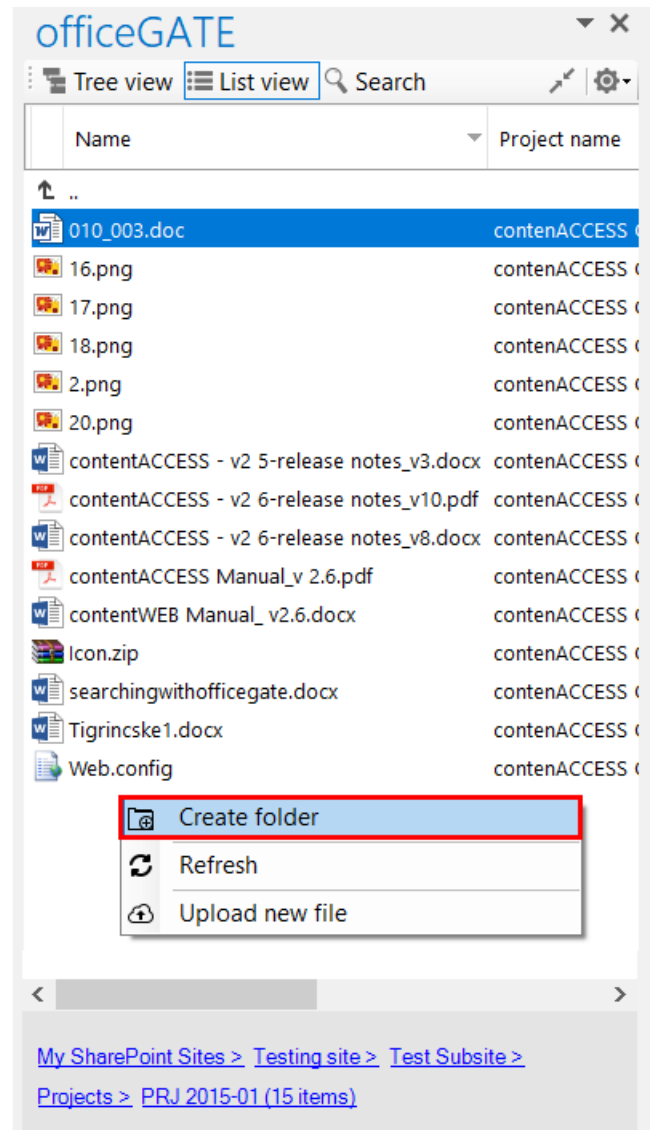 officeGATE
Tree view List view Search
Name Project name
..
010_003.doc contenACCESS
16.png contenACCESS
17.png contenACCESS
18.png contenACCESS
2.png contenACCESS
20.png contenACCESS
contentACCESS - v2 5-release notes_v3.docx contenACCESS
contentACCESS - v2 6-release notes_v10.pdf contenACCESS
contentACCESS - v2 6-release notes_v8.docx contenACCESS
contentACCESS Manual_v 2.6.pdf contenACCESS
contentWEB Manual_ v2.6.docx contenACCESS
Icon.zip contenACCESS
searchingwithofficegate.docx contenACCESS
Tigrincske1.docx contenACCESS
Web.config contenACCESS
Create folder
Refresh
Upload new file
My SharePoint Sites > Testing site > Test Subsite >
Projects > PRJ 2015-01 (15 items)